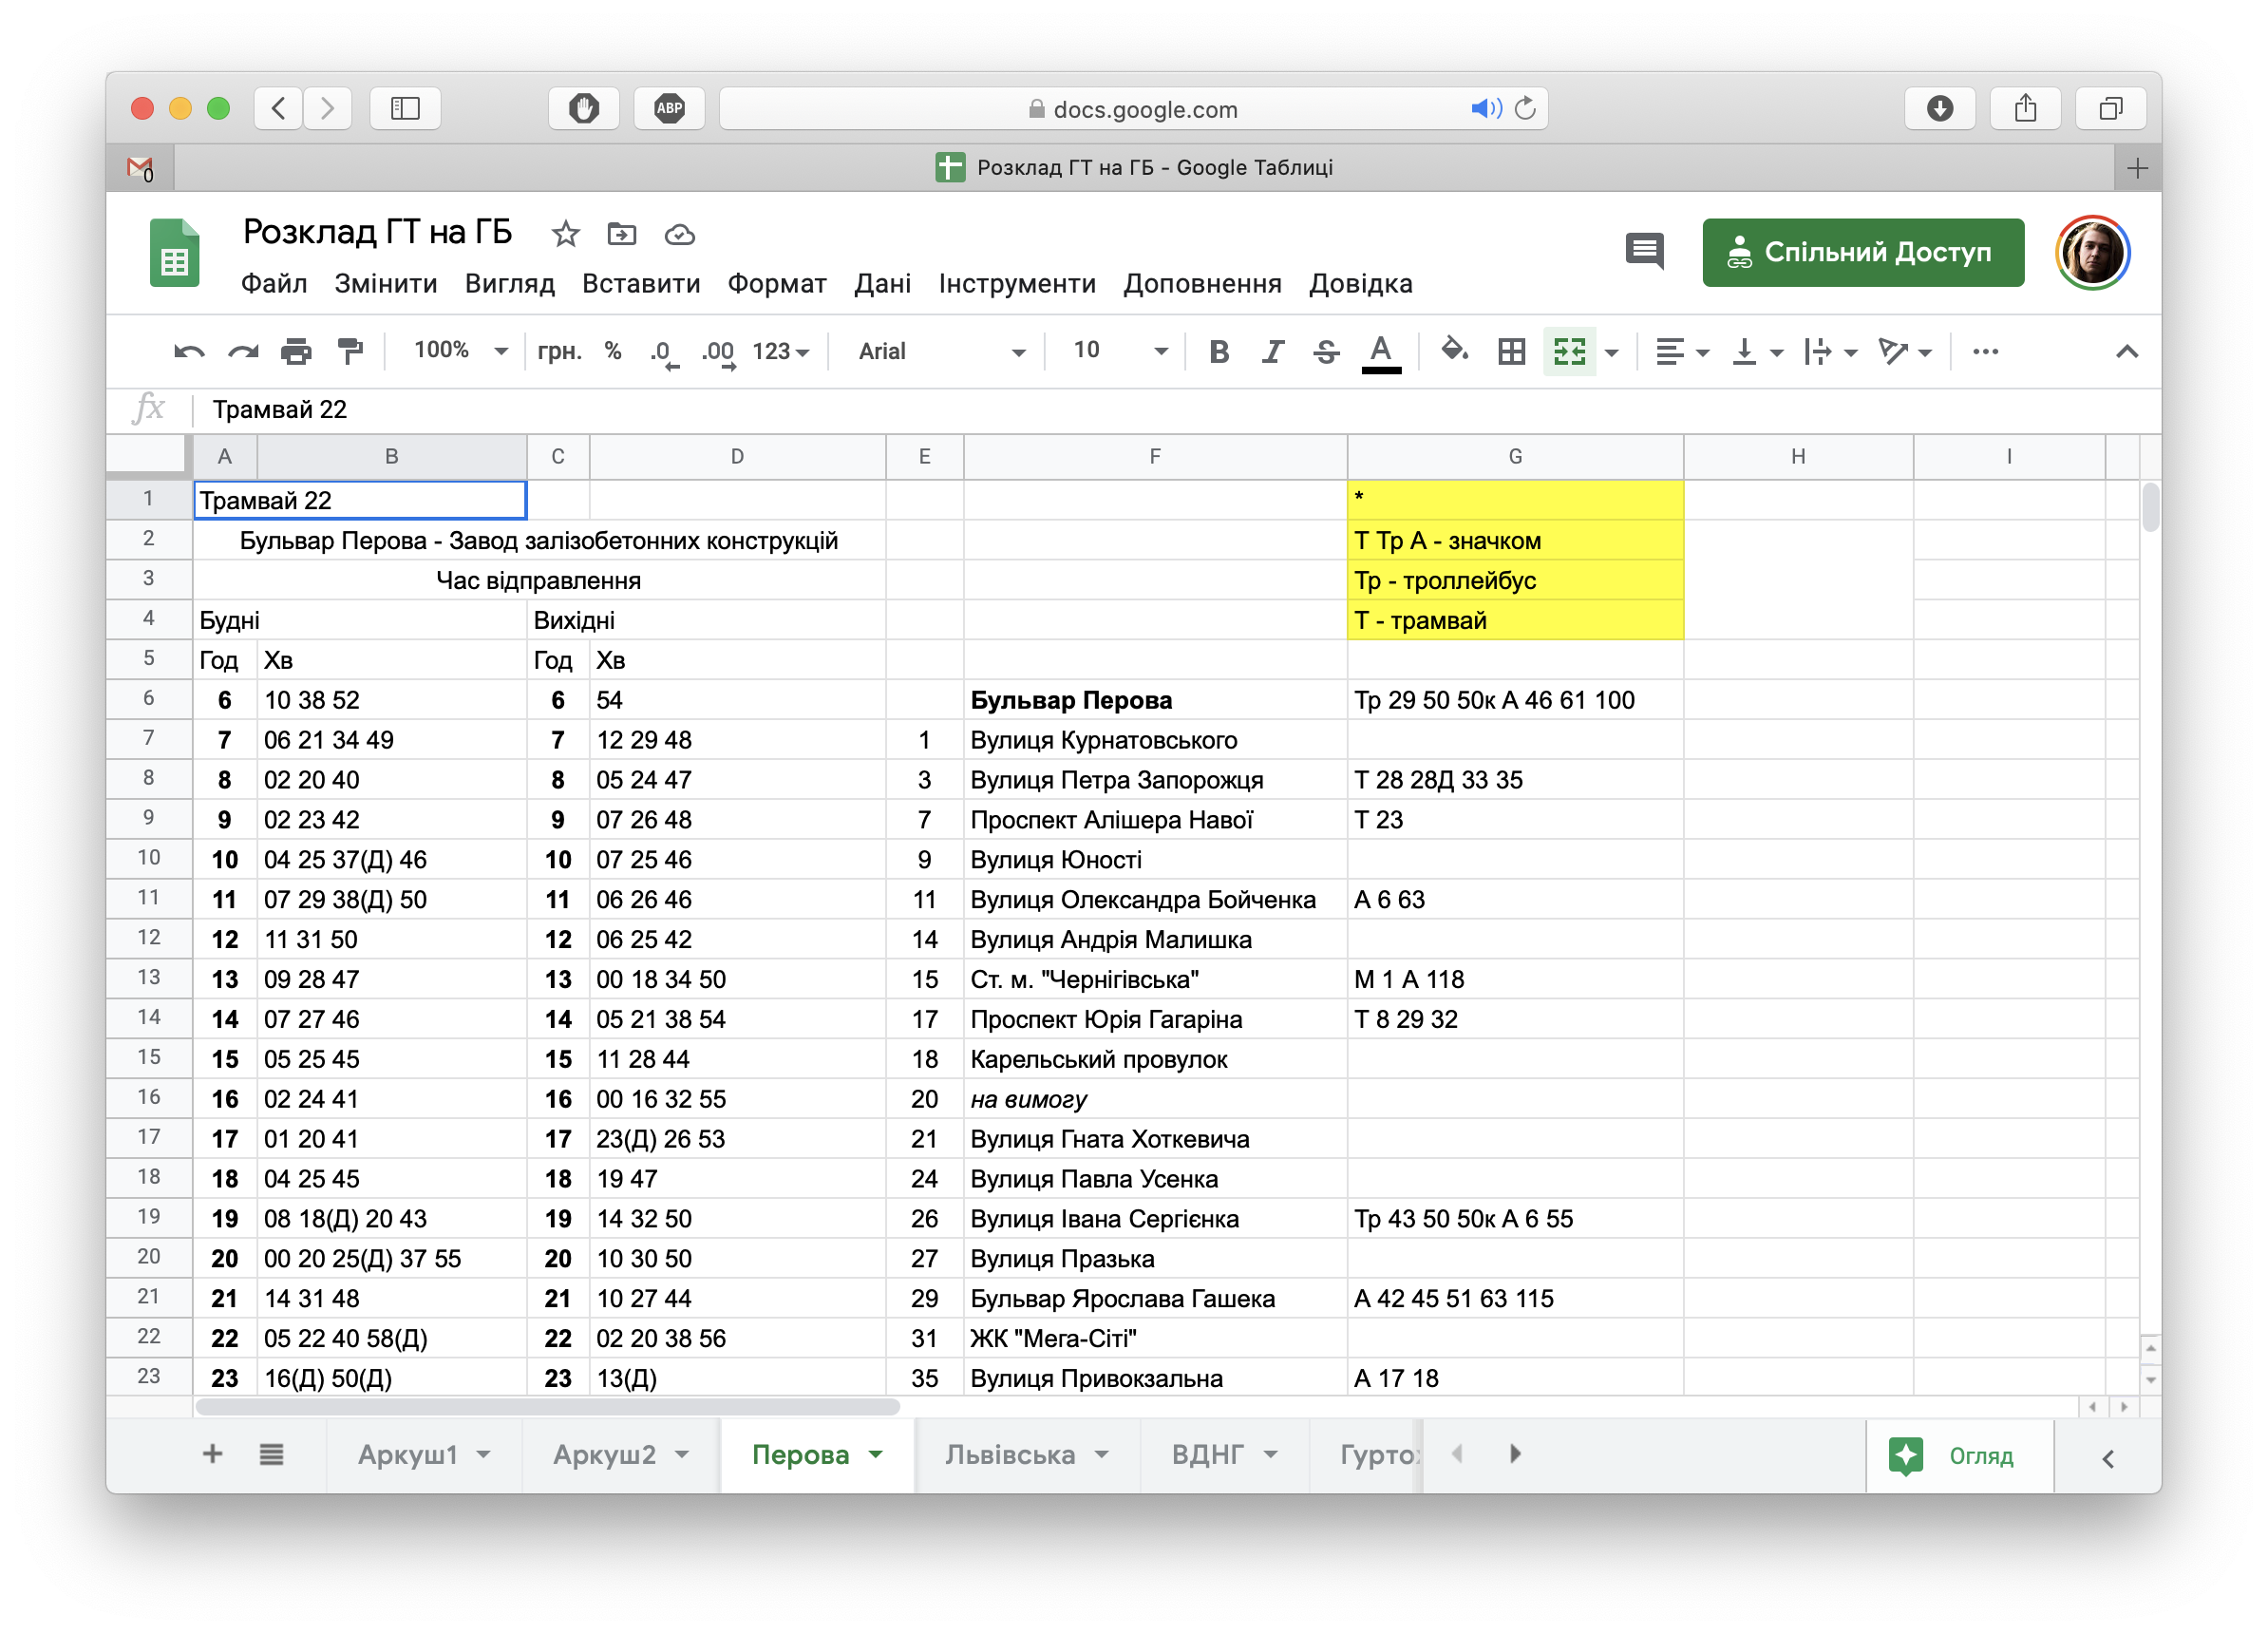 ABP
docs.google.com
0
Розклад ГТ на ГБ - Google Таблиці
Розклад ГТ на ГБ
Файл Змінити Вигляд Вставити Формат Дані Інструменти Доповнення Довідка
Спільний Доступ
100% грн. % .0 .00 123 Arial 10 B I S A
fx Трамвай 22
A B C D E F G H I
1 Трамвай 22 *
2 Бульвар Перова - Завод залізобетонних конструкцій Т Тр А - значком
3 Час відправлення Тр - троллейбус
4 Будні Вихідні Т - трамвай
5 Год Хв Год Хв
6 6 10 38 52 6 54 Бульвар Перова Тр 29 50 50к А 46 61 100
7 7 06 21 34 49 7 12 29 48 1 Вулиця Курнатовського
8 8 02 20 40 8 05 24 47 3 Вулиця Петра Запорожця Т 28 28Д 33 35
9 9 02 23 42 9 07 26 48 7 Проспект Алішера Навої Т 23
10 10 04 25 37(Д) 46 10 07 25 46 9 Вулиця Юності
11 11 07 29 38(Д) 50 11 06 26 46 11 Вулиця Олександра Бойченка А 6 63
12 12 11 31 50 12 06 25 42 14 Вулиця Андрія Малишка
13 13 09 28 47 13 00 18 34 50 15 Ст. м. "Чернігівська" М 1 А 118
14 14 07 27 46 14 05 21 38 54 17 Проспект Юрія Гагаріна Т 8 29 32
15 15 05 25 45 15 11 28 44 18 Карельський провулок
16 16 02 24 41 16 00 16 32 55 20 на вимогу
17 17 01 20 41 17 23(Д) 26 53 21 Вулиця Гната Хоткевича
18 18 04 25 45 18 19 47 24 Вулиця Павла Усенка
19 19 08 18(Д) 20 43 19 14 32 50 26 Вулиця Івана Сергієнка Тр 43 50 50к А 6 55
20 20 00 20 25(Д) 37 55 20 10 30 50 27 Вулиця Празька
21 21 14 31 48 21 10 27 44 29 Бульвар Ярослава Гашека А 42 45 51 63 115
22 22 05 22 40 58(Д) 22 02 20 38 56 31 ЖК "Мега-Сіті"
23 23 16(Д) 50(Д) 23 13(Д) 35 Вулиця Привокзальна А 17 18
Аркуш1 Аркуш2 Перова Львівська ВДНГ Гурто Огляд